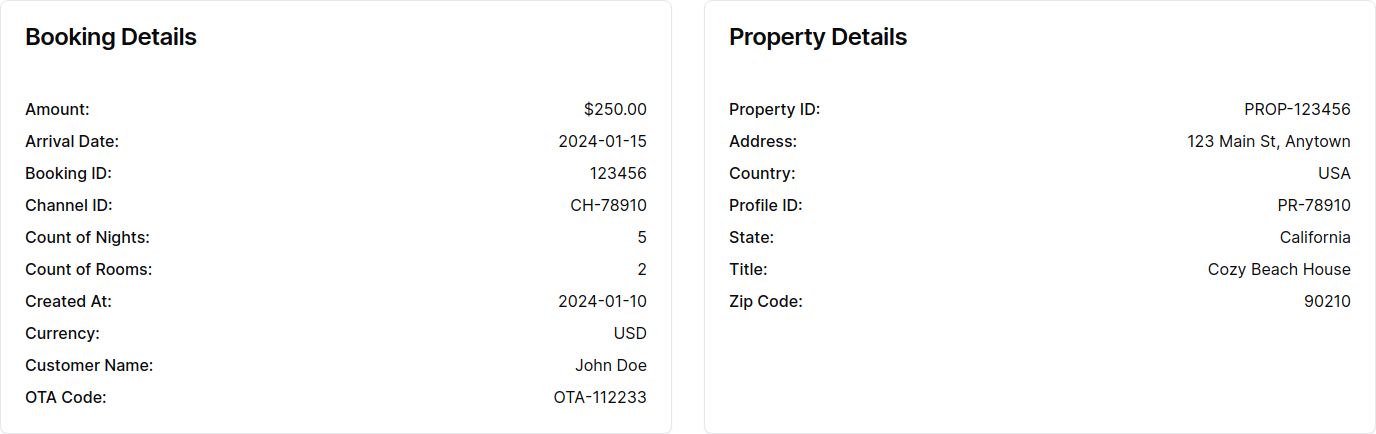 Booking Details
Amount: $250.00
Arrival Date: 2024-01-15
Booking ID: 123456
Channel ID: CH-78910
Count of Nights: 5
Count of Rooms: 2
Created At: 2024-01-10
Currency: USD
Customer Name: John Doe
OTA Code: OTA-112233
Property Details
Property ID: PROP-123456
Address: 123 Main St, Anytown
Country: USA
Profile ID: PR-78910
State: California
Title: Cozy Beach House
Zip Code: 90210